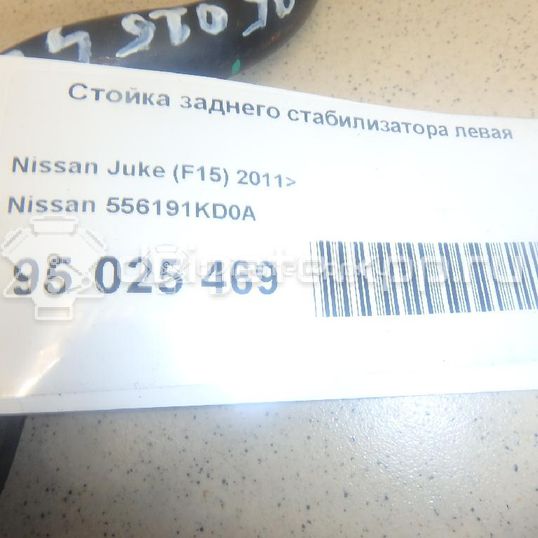 Стойка заднего стабилизатора левая
Nissan Juke (F15) 2011>
Nissan 556191KD0A
95 025 469